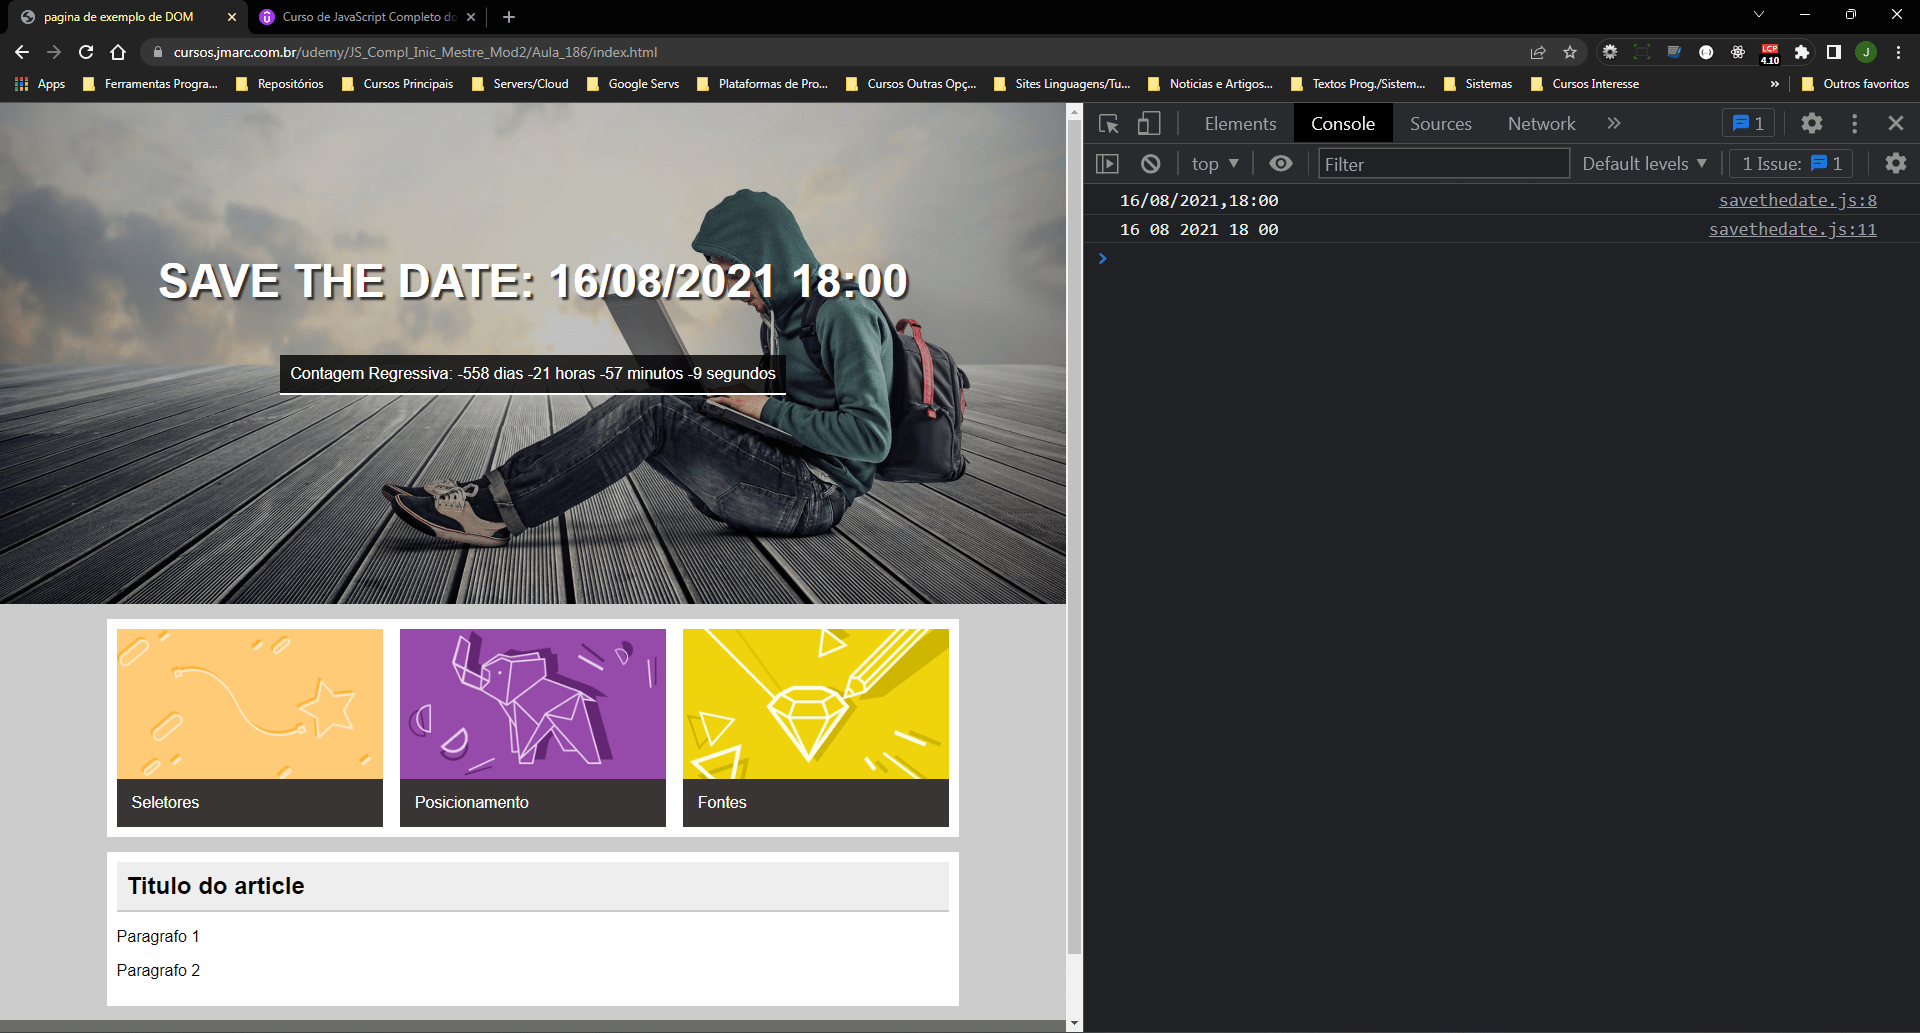 pagina de exemplo de DOM
Curso de JavaScript Completo do
cursos.jmarc.com.br/udemy/JS_Compl_Inic_Mestre_Mod2/Aula_186/index.html
LCP
4.10
J
Apps
Ferramentas Progra...
Repositórios
Cursos Principais
Servers/Cloud
Google Servs
Plataformas de Pro...
Cursos Outras Opç...
Sites Linguagens/Tu...
Noticias e Artigos...
Textos Prog./Sistem...
Sistemas
Cursos Interesse
»
Outros favoritos
SAVE THE DATE: 16/08/2021 18:00
Contagem Regressiva: -558 dias -21 horas -57 minutos -9 segundos
Seletores
Posicionamento
Fontes
Titulo do article
Paragrafo 1
Paragrafo 2
Elements
Console
Sources
Network
»
1
top
Filter
Default levels
1 Issue:
1
16/08/2021,18:00
savethedate.js:8
16 08 2021 18 00
savethedate.js:11